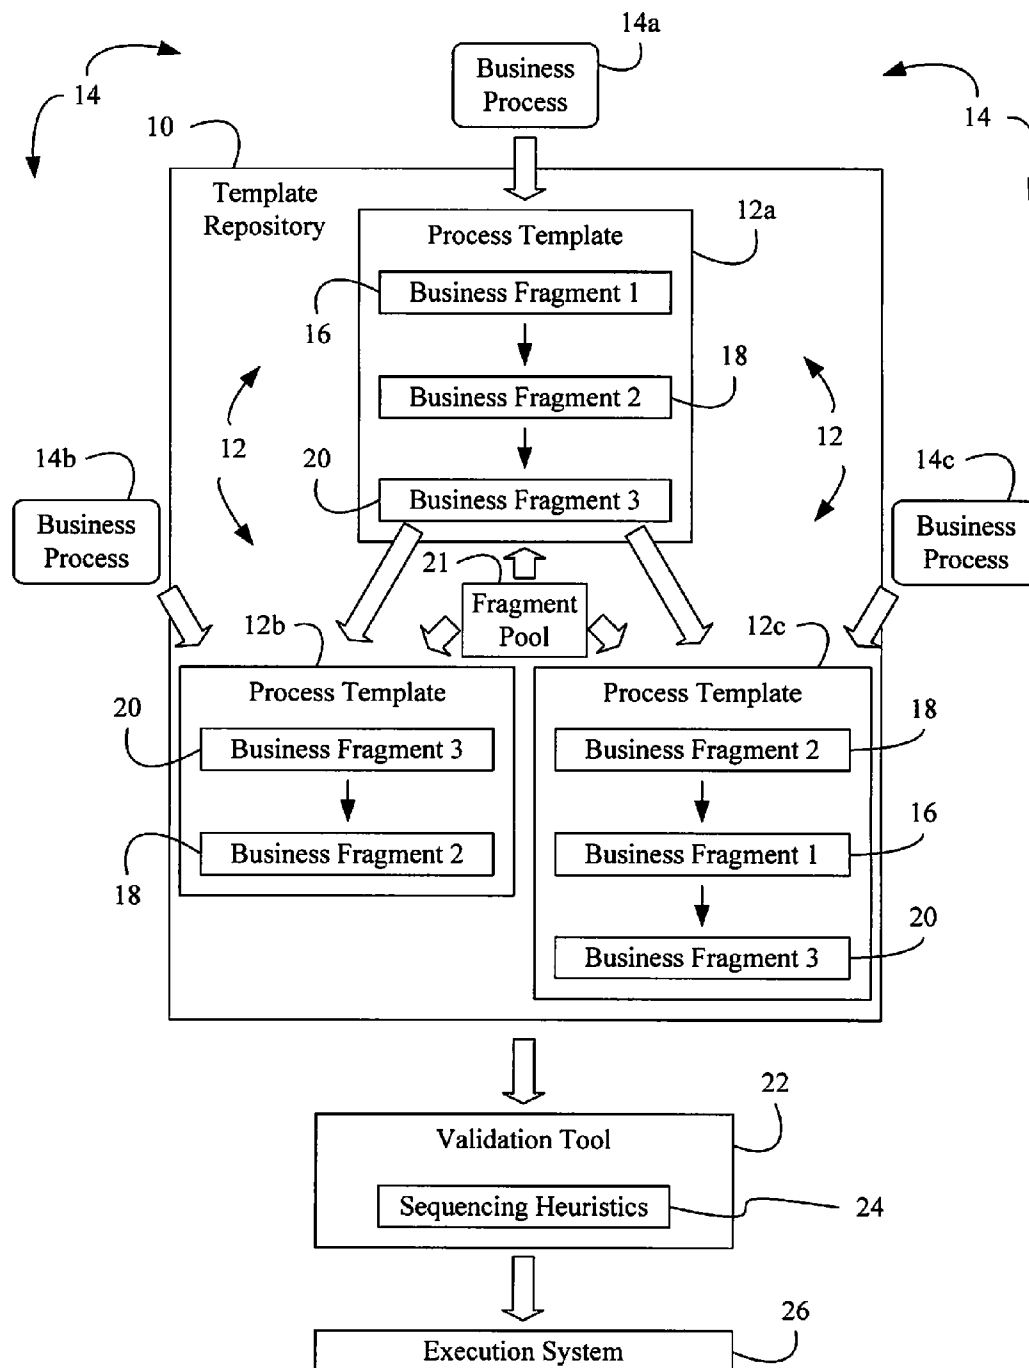 14a
Business
Process
14
14
10
Template
Repository
12a
Process Template
Business Fragment 1
16
18
Business Fragment 2
12
12
14b
20
14c
Business Fragment 3
Business
Process
Business
Process
21
Fragment
Pool
12b
12c
Process Template
Process Template
20
18
Business Fragment 3
Business Fragment 2
16
Business Fragment 2
Business Fragment 1
18
20
Business Fragment 3
22
Validation Tool
Sequencing Heuristics
24
26
Execution System